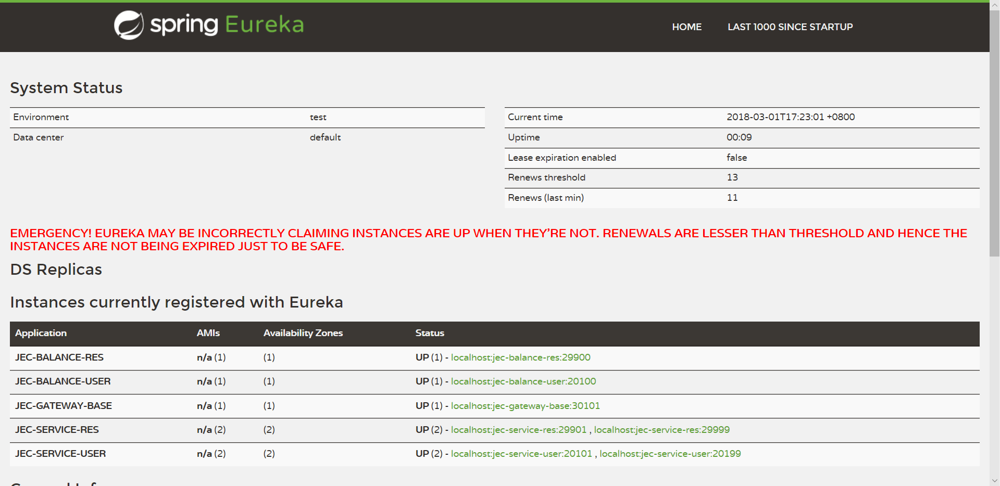 spring Eureka
HOME LAST 1000 SINCE STARTUP
System Status
Environment test
Data center default
Current time 2018-03-01T17:23:01 +0800
Uptime 00:09
Lease expiration enabled false
Renews threshold 13
Renews (last min) 11
EMERGENCY! EUREKA MAY BE INCORRECTLY CLAIMING INSTANCES ARE UP WHEN THEY'RE NOT. RENEWALS ARE LESSER THAN THRESHOLD AND HENCE THE
INSTANCES ARE NOT BEING EXPIRED JUST TO BE SAFE.
DS Replicas
Instances currently registered with Eureka
Application AMIs Availability Zones Status
JEC-BALANCE-RES n/a (1) (1) UP (1) - localhost:jec-balance-res:29900
JEC-BALANCE-USER n/a (1) (1) UP (1) - localhost:jec-balance-user:20100
JEC-GATEWAY-BASE n/a (1) (1) UP (1) - localhost:jec-gateway-base:30101
JEC-SERVICE-RES n/a (2) (2) UP (2) - localhost:jec-service-res:29901 , localhost:jec-service-res:29999
JEC-SERVICE-USER n/a (2) (2) UP (2) - localhost:jec-service-user:20101 , localhost:jec-service-user:20199